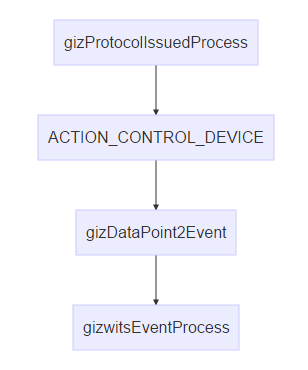 gizProtocolIssuedProcess
ACTION_CONTROL_DEVICE
gizDataPoint2Event
gizwitsEventProcess